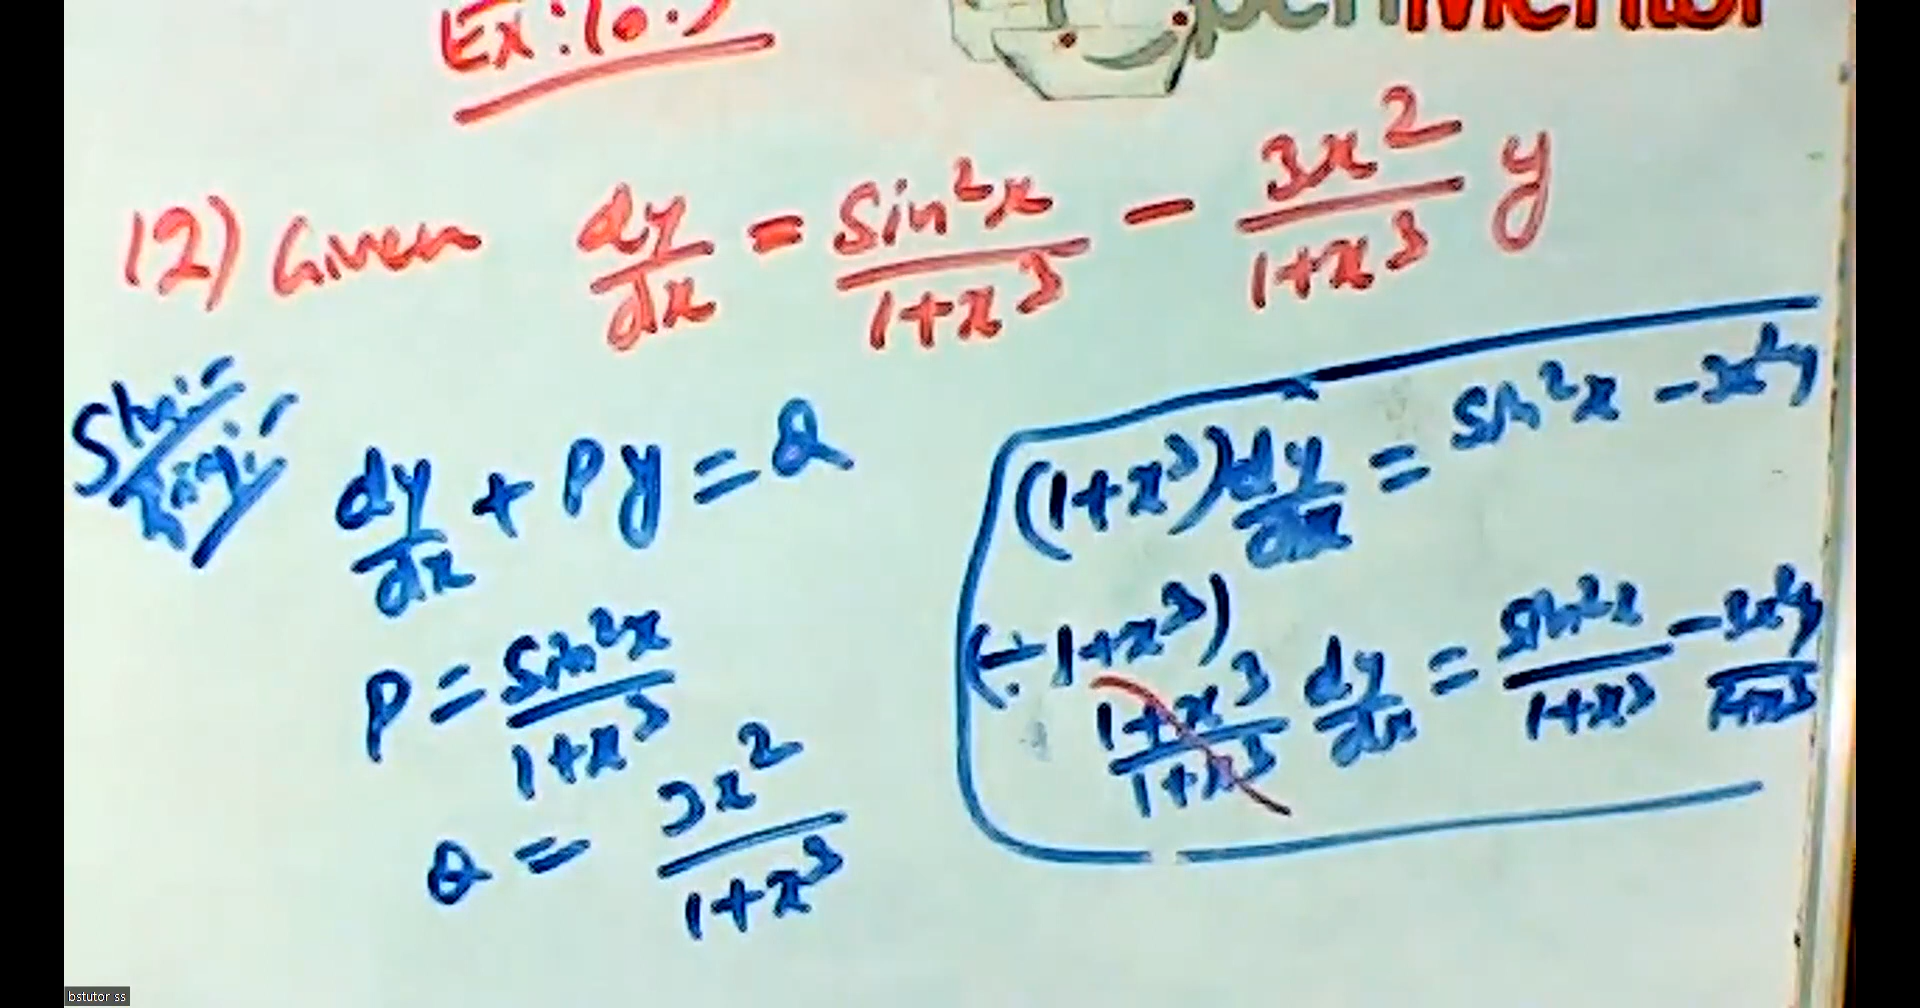 Ex:10.
penMentor
12) Given dy/dx = Sin²x/1+x³ - 3x²/1+x³ y
dy/dx + Py = Q
P = Sin²x/1+x³
Q = 3x²/1+x³
(1+x³) dy/dx = Sin²x - 3x²y
(÷ 1+x³)
1+x³/1+x³ dy/dx = Sin²x/1+x³ - 3x²y/1+x³
bstutor ss